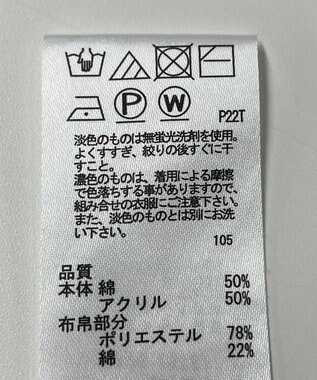 P W P22T
淡色のものは無蛍光洗剤を使用。
よくすすぎ、絞りの後すぐに干
すこと。
濃色のものは、着用による摩擦
で色落ちする事がありますので、
組み合せの衣服にご注意下さい。
また、淡色のものとは別にお洗
い下さい。
105
品質
本体 綿 50%
アクリル 50%
布帛部分
ポリエステル 78%
綿 22%